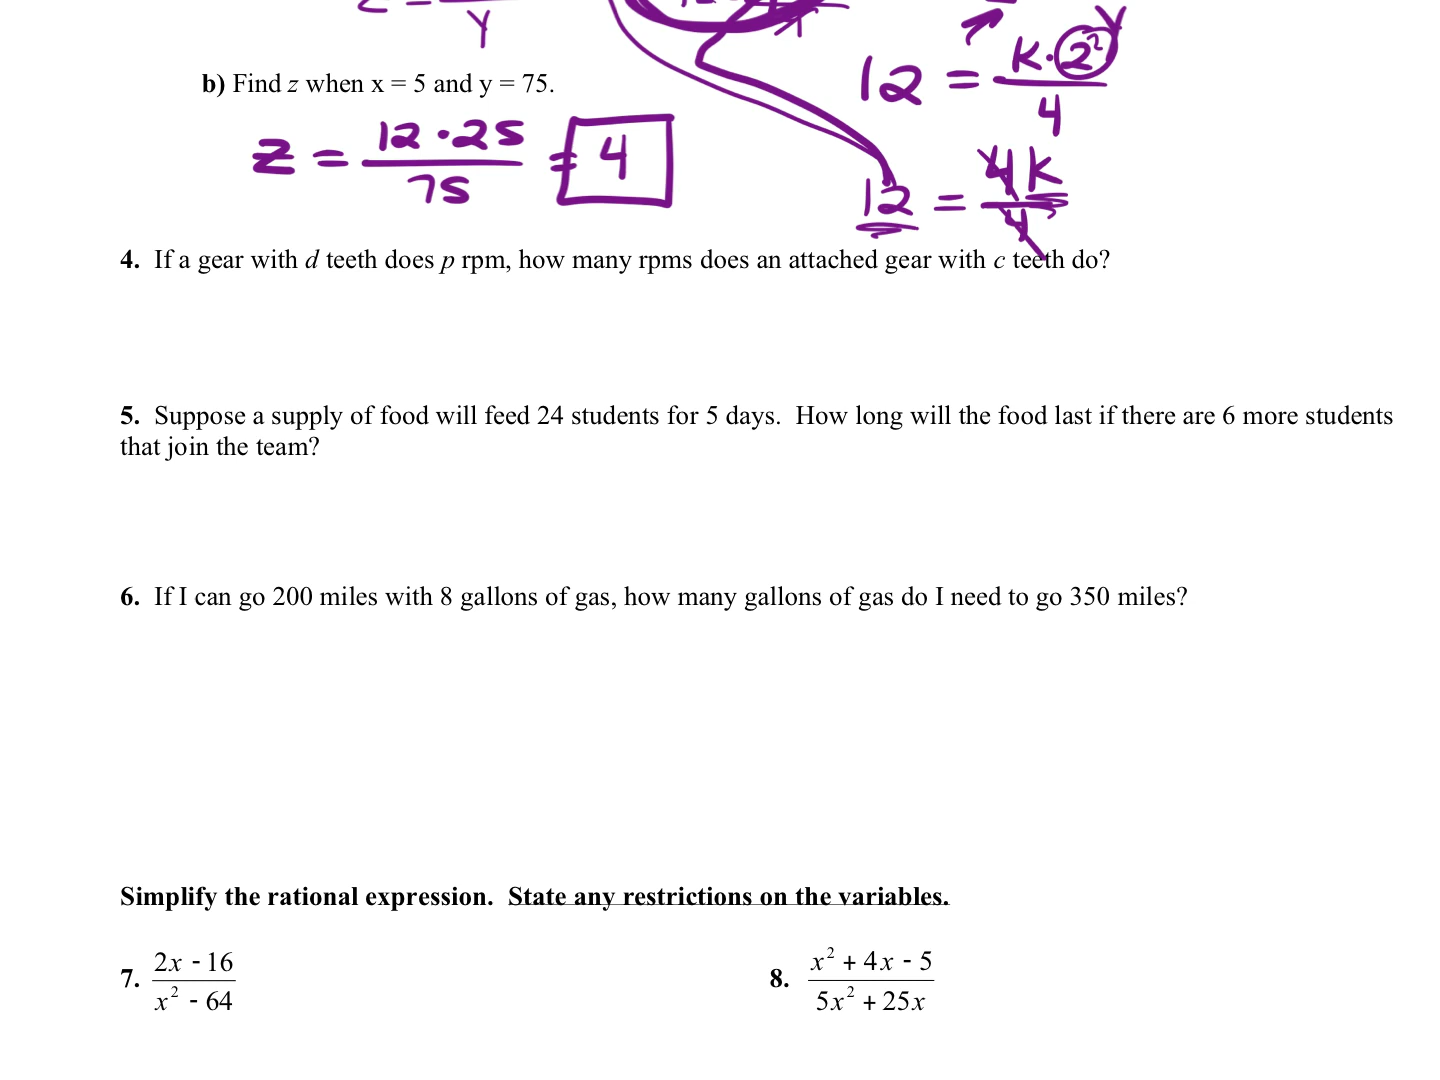 Y
12 = K·2²
4
b) Find z when x = 5 and y = 75.
z = 12·25 = 4
75
12 = 4K
4
4. If a gear with d teeth does p rpm, how many rpms does an attached gear with c teeth do?
5. Suppose a supply of food will feed 24 students for 5 days. How long will the food last if there are 6 more students
that join the team?
6. If I can go 200 miles with 8 gallons of gas, how many gallons of gas do I need to go 350 miles?
Simplify the rational expression. State any restrictions on the variables.
7. 2x - 16
x² - 64
8. x² + 4x - 5
5x² + 25x